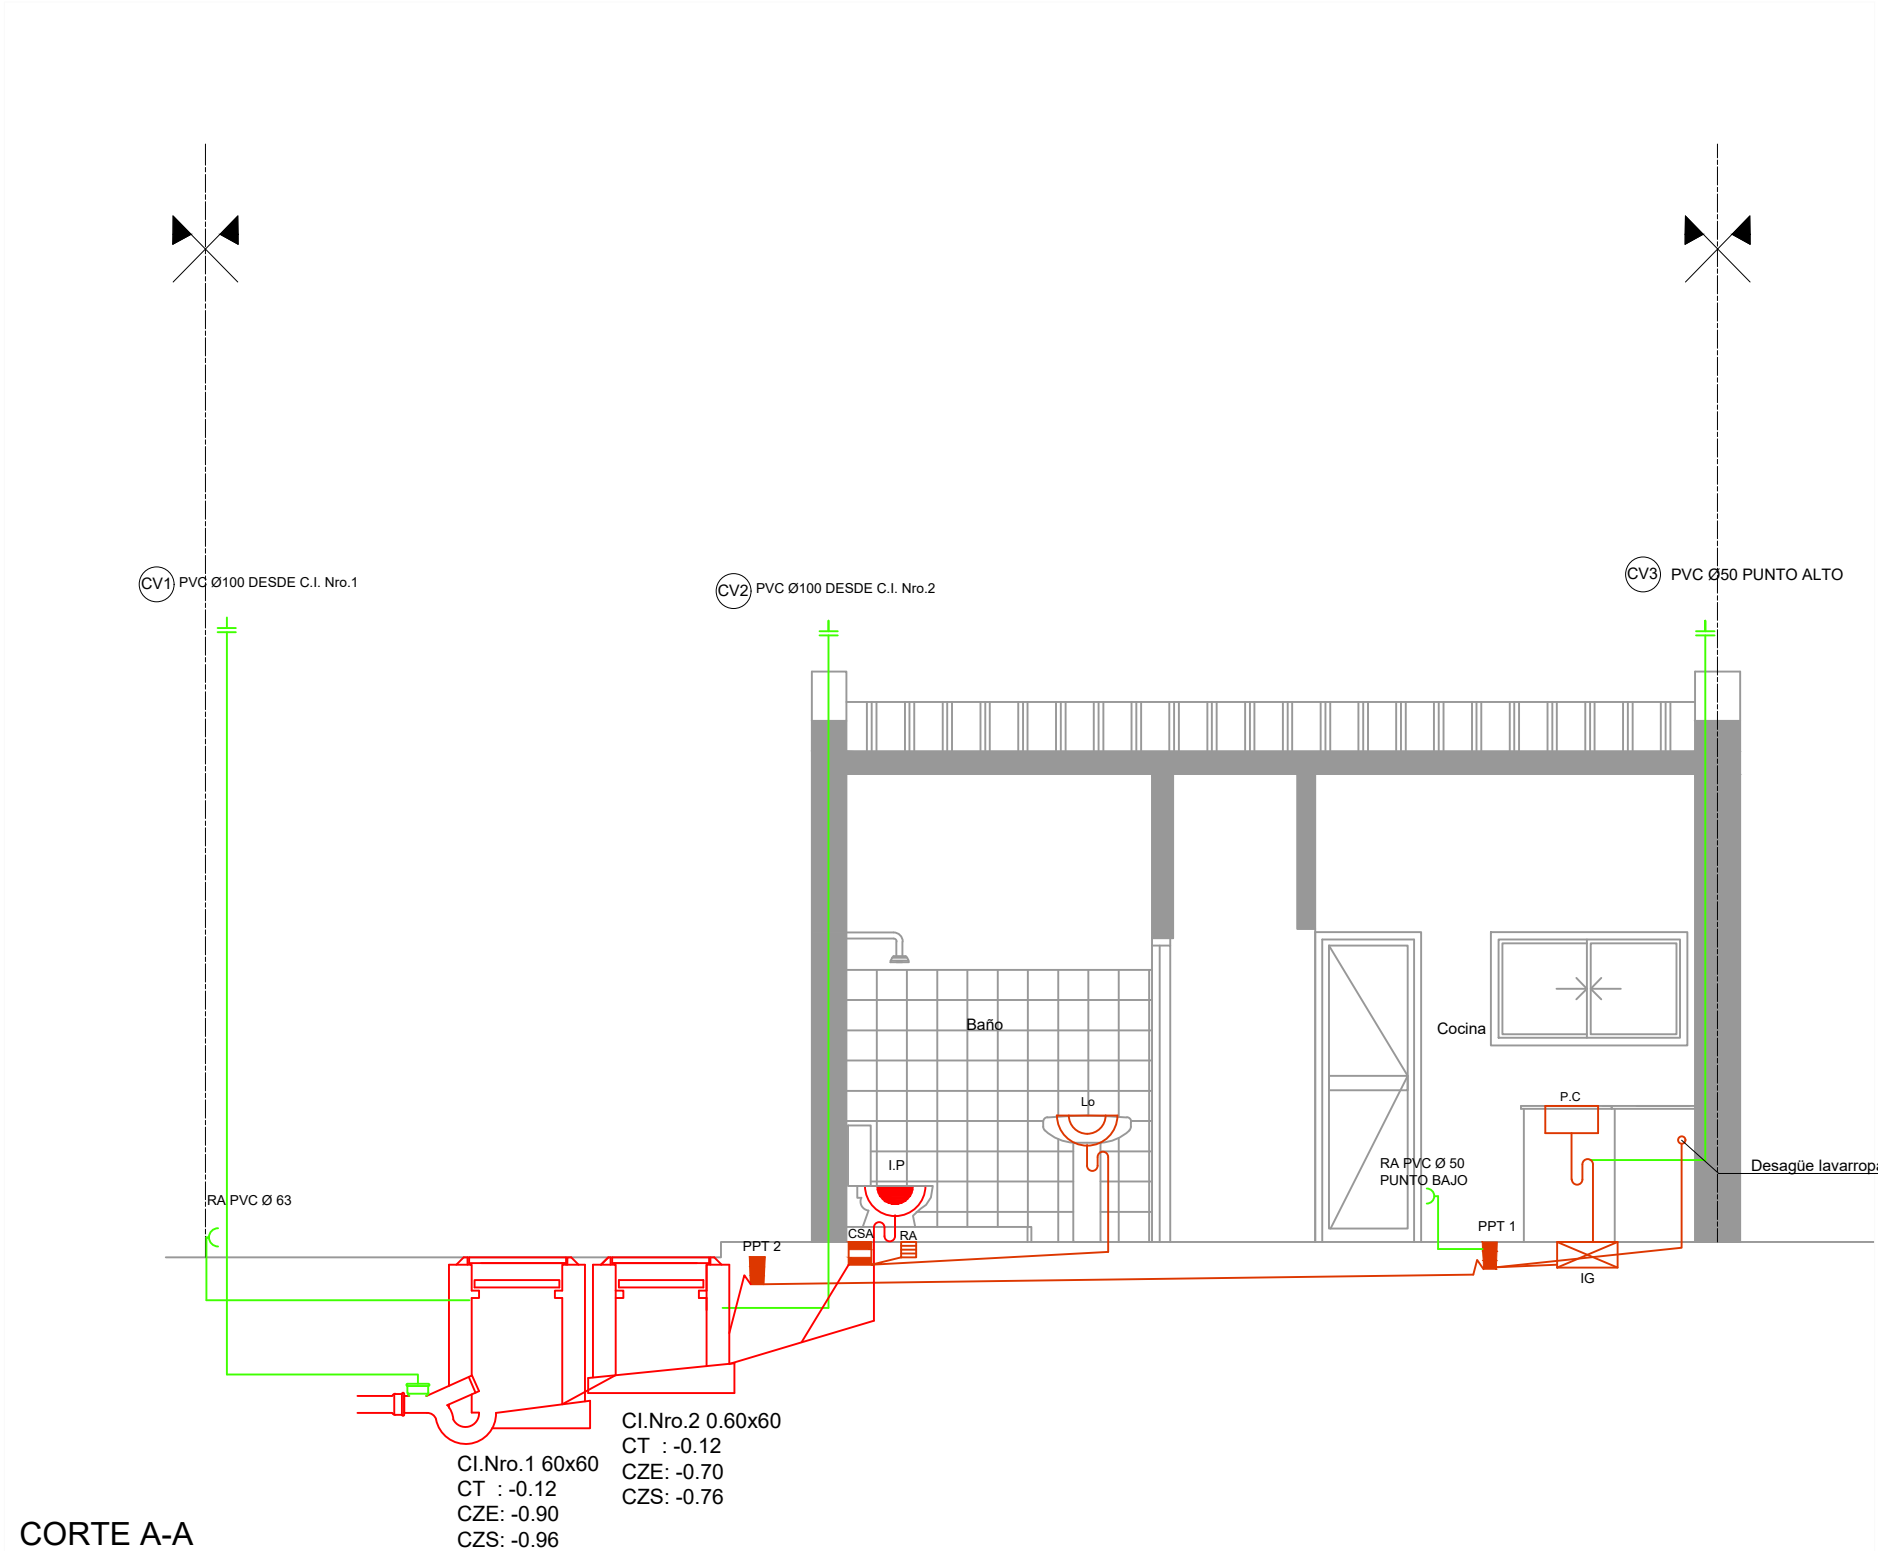 CV1 PVC Ø100 DESDE C.I. Nro.1
CV2 PVC Ø100 DESDE C.I. Nro.2
CV3 PVC Ø50 PUNTO ALTO
Baño
Cocina
Lo
P.C
I.P
RA PVC Ø 50
PUNTO BAJO
Desagüe lavarropa
RA PVC Ø 63
PPT 2
CSA
RA
PPT 1
IG
CI.Nro.2 0.60x60
CT : -0.12
CZE: -0.70
CZS: -0.76
CI.Nro.1 60x60
CT : -0.12
CZE: -0.90
CZS: -0.96
CORTE A-A